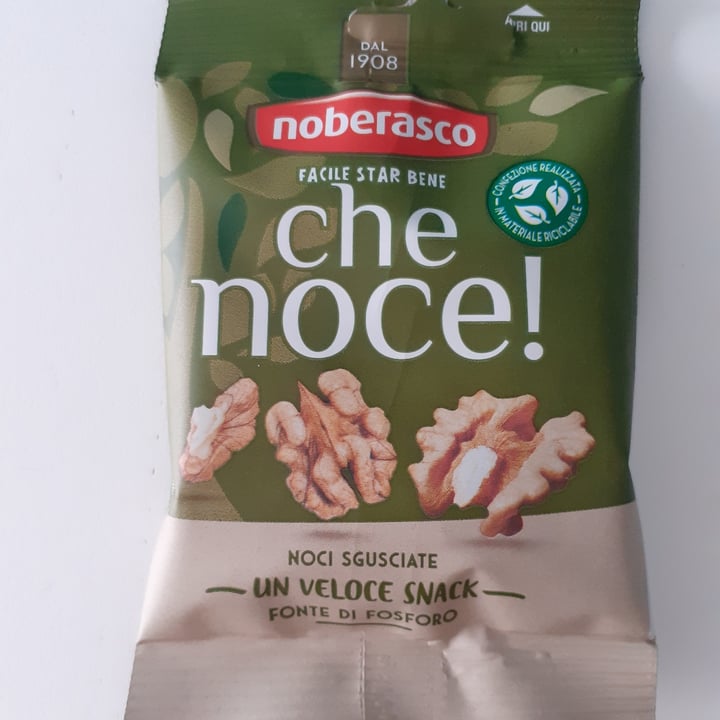 APRI QUI
DAL
1908
noberasco
FACILE STAR BENE
CONFEZIONE REALIZZATA
IN MATERIALE RICICLABILE
che
noce!
NOCI SGUSCIATE
UN VELOCE SNACK
FONTE DI FOSFORO